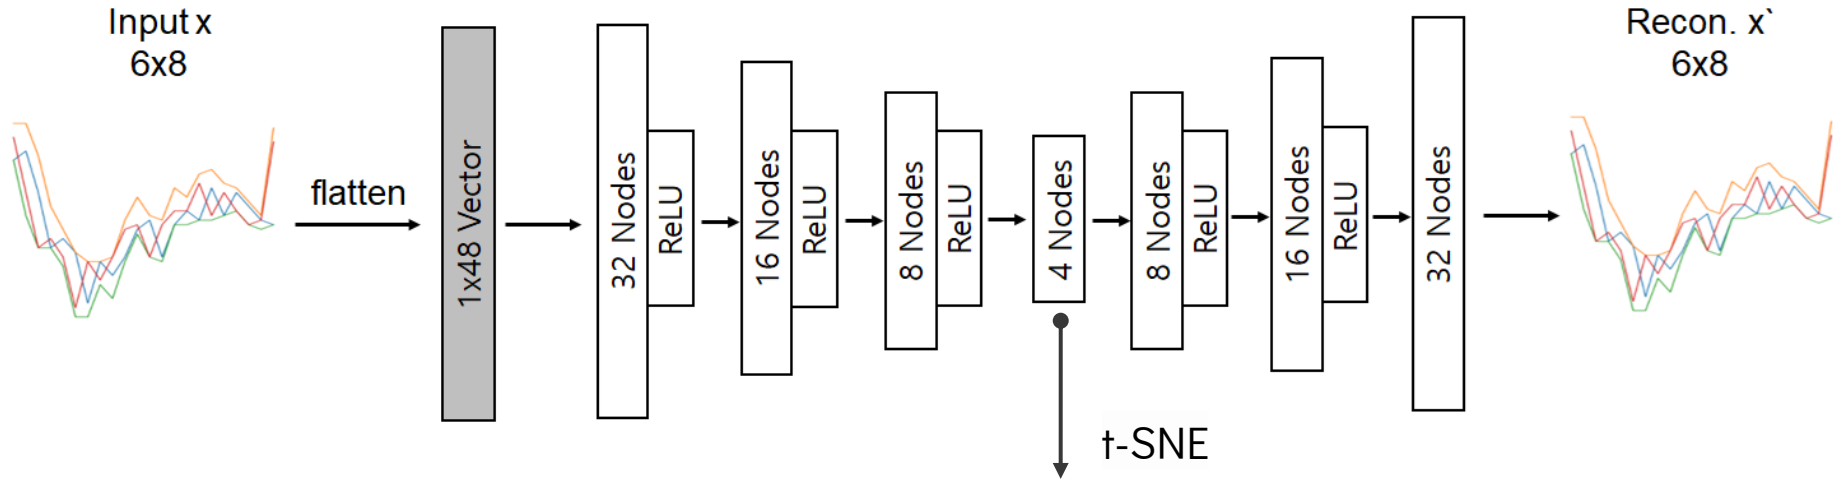 Input x
6x8
flatten
1x48 Vector
32 Nodes
ReLU
16 Nodes
ReLU
8 Nodes
ReLU
4 Nodes
t-SNE
8 Nodes
ReLU
16 Nodes
ReLU
32 Nodes
Recon. x`
6x8